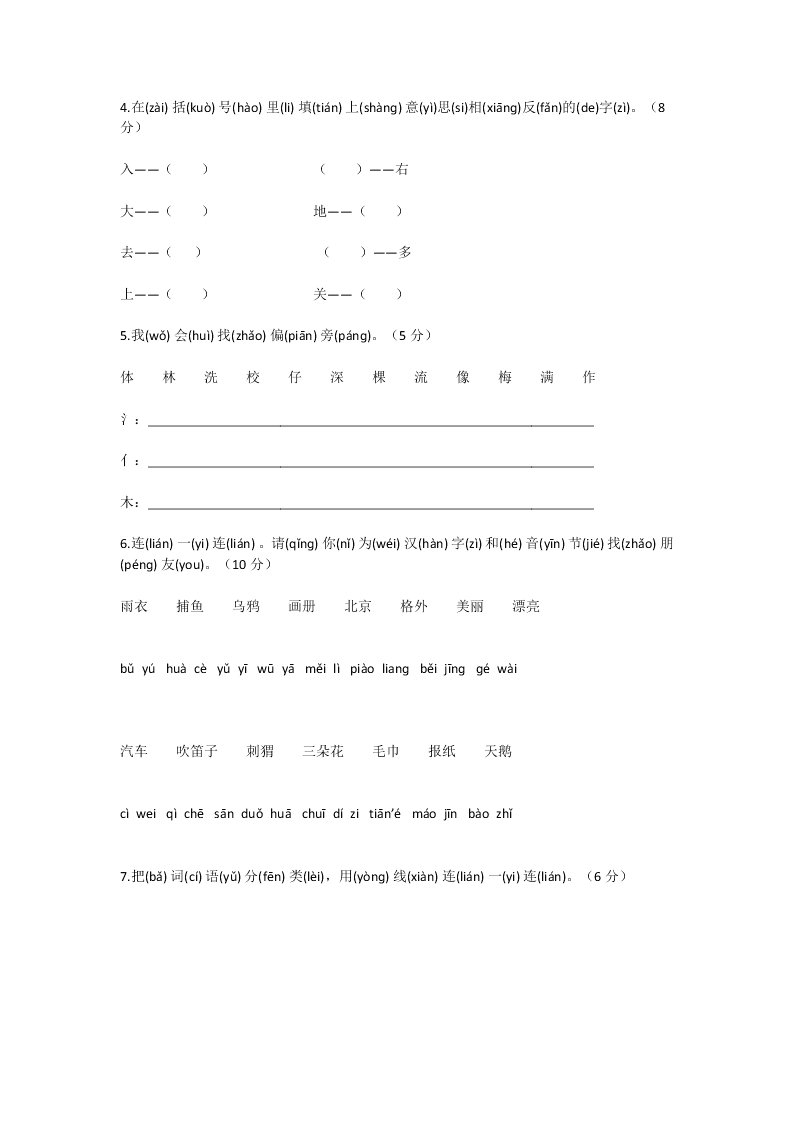 4.在(zài) 括(kuò) 号(hào) 里(li) 填(tián) 上(shàng) 意(yì)思(si)相(xiāng)反(fǎn)的(de)字(zì)。（8
分）
入——（　　）　　　　　　　（　　）——右
大——（　　）　　　　　　　地——（　　）
去——（　 ）　　　　　　　　（　　）——多
上——（　　）　　　　　　　关——（　　）
5.我(wǒ) 会(huì) 找(zhǎo) 偏(piān) 旁(páng)。（5 分）
体　　林　　洗　　校　　仔　　深　　棵　　流　　像　　梅　　满　　作
氵：
亻：
木：
6.连(lián) 一(yi) 连(lián) 。请(qǐng) 你(nǐ) 为(wéi) 汉(hàn) 字(zì) 和(hé) 音(yīn) 节(jié) 找(zhǎo) 朋
(péng) 友(you)。（10 分）
雨衣　　捕鱼　　乌鸦　　画册　　北京　　格外　　美丽　　漂亮
bǔ yú huà cè yǔ yī wū yā měi lì piào liang běi jīng gé wài
汽车　　吹笛子　　刺猬　　三朵花　　毛巾　　报纸　　天鹅
cì wei qì chē sān duǒ huā chuī dí zi tiān’é máo jīn bào zhǐ
7.把(bǎ) 词(cí) 语(yǔ) 分(fēn) 类(lèi)，用(yòng) 线(xiàn) 连(lián) 一(yi) 连(lián)。（6 分）